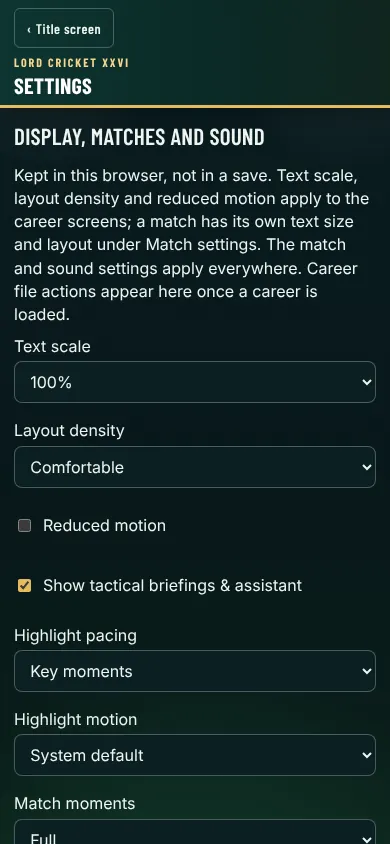 ‹ Title screen
LORD CRICKET XXVI
SETTINGS
DISPLAY, MATCHES AND SOUND
Kept in this browser, not in a save. Text scale,
layout density and reduced motion apply to the
career screens; a match has its own text size
and layout under Match settings. The match
and sound settings apply everywhere. Career
file actions appear here once a career is
loaded.
Text scale
100%
Layout density
Comfortable
Reduced motion
Show tactical briefings & assistant
Highlight pacing
Key moments
Highlight motion
System default
Match moments
Full